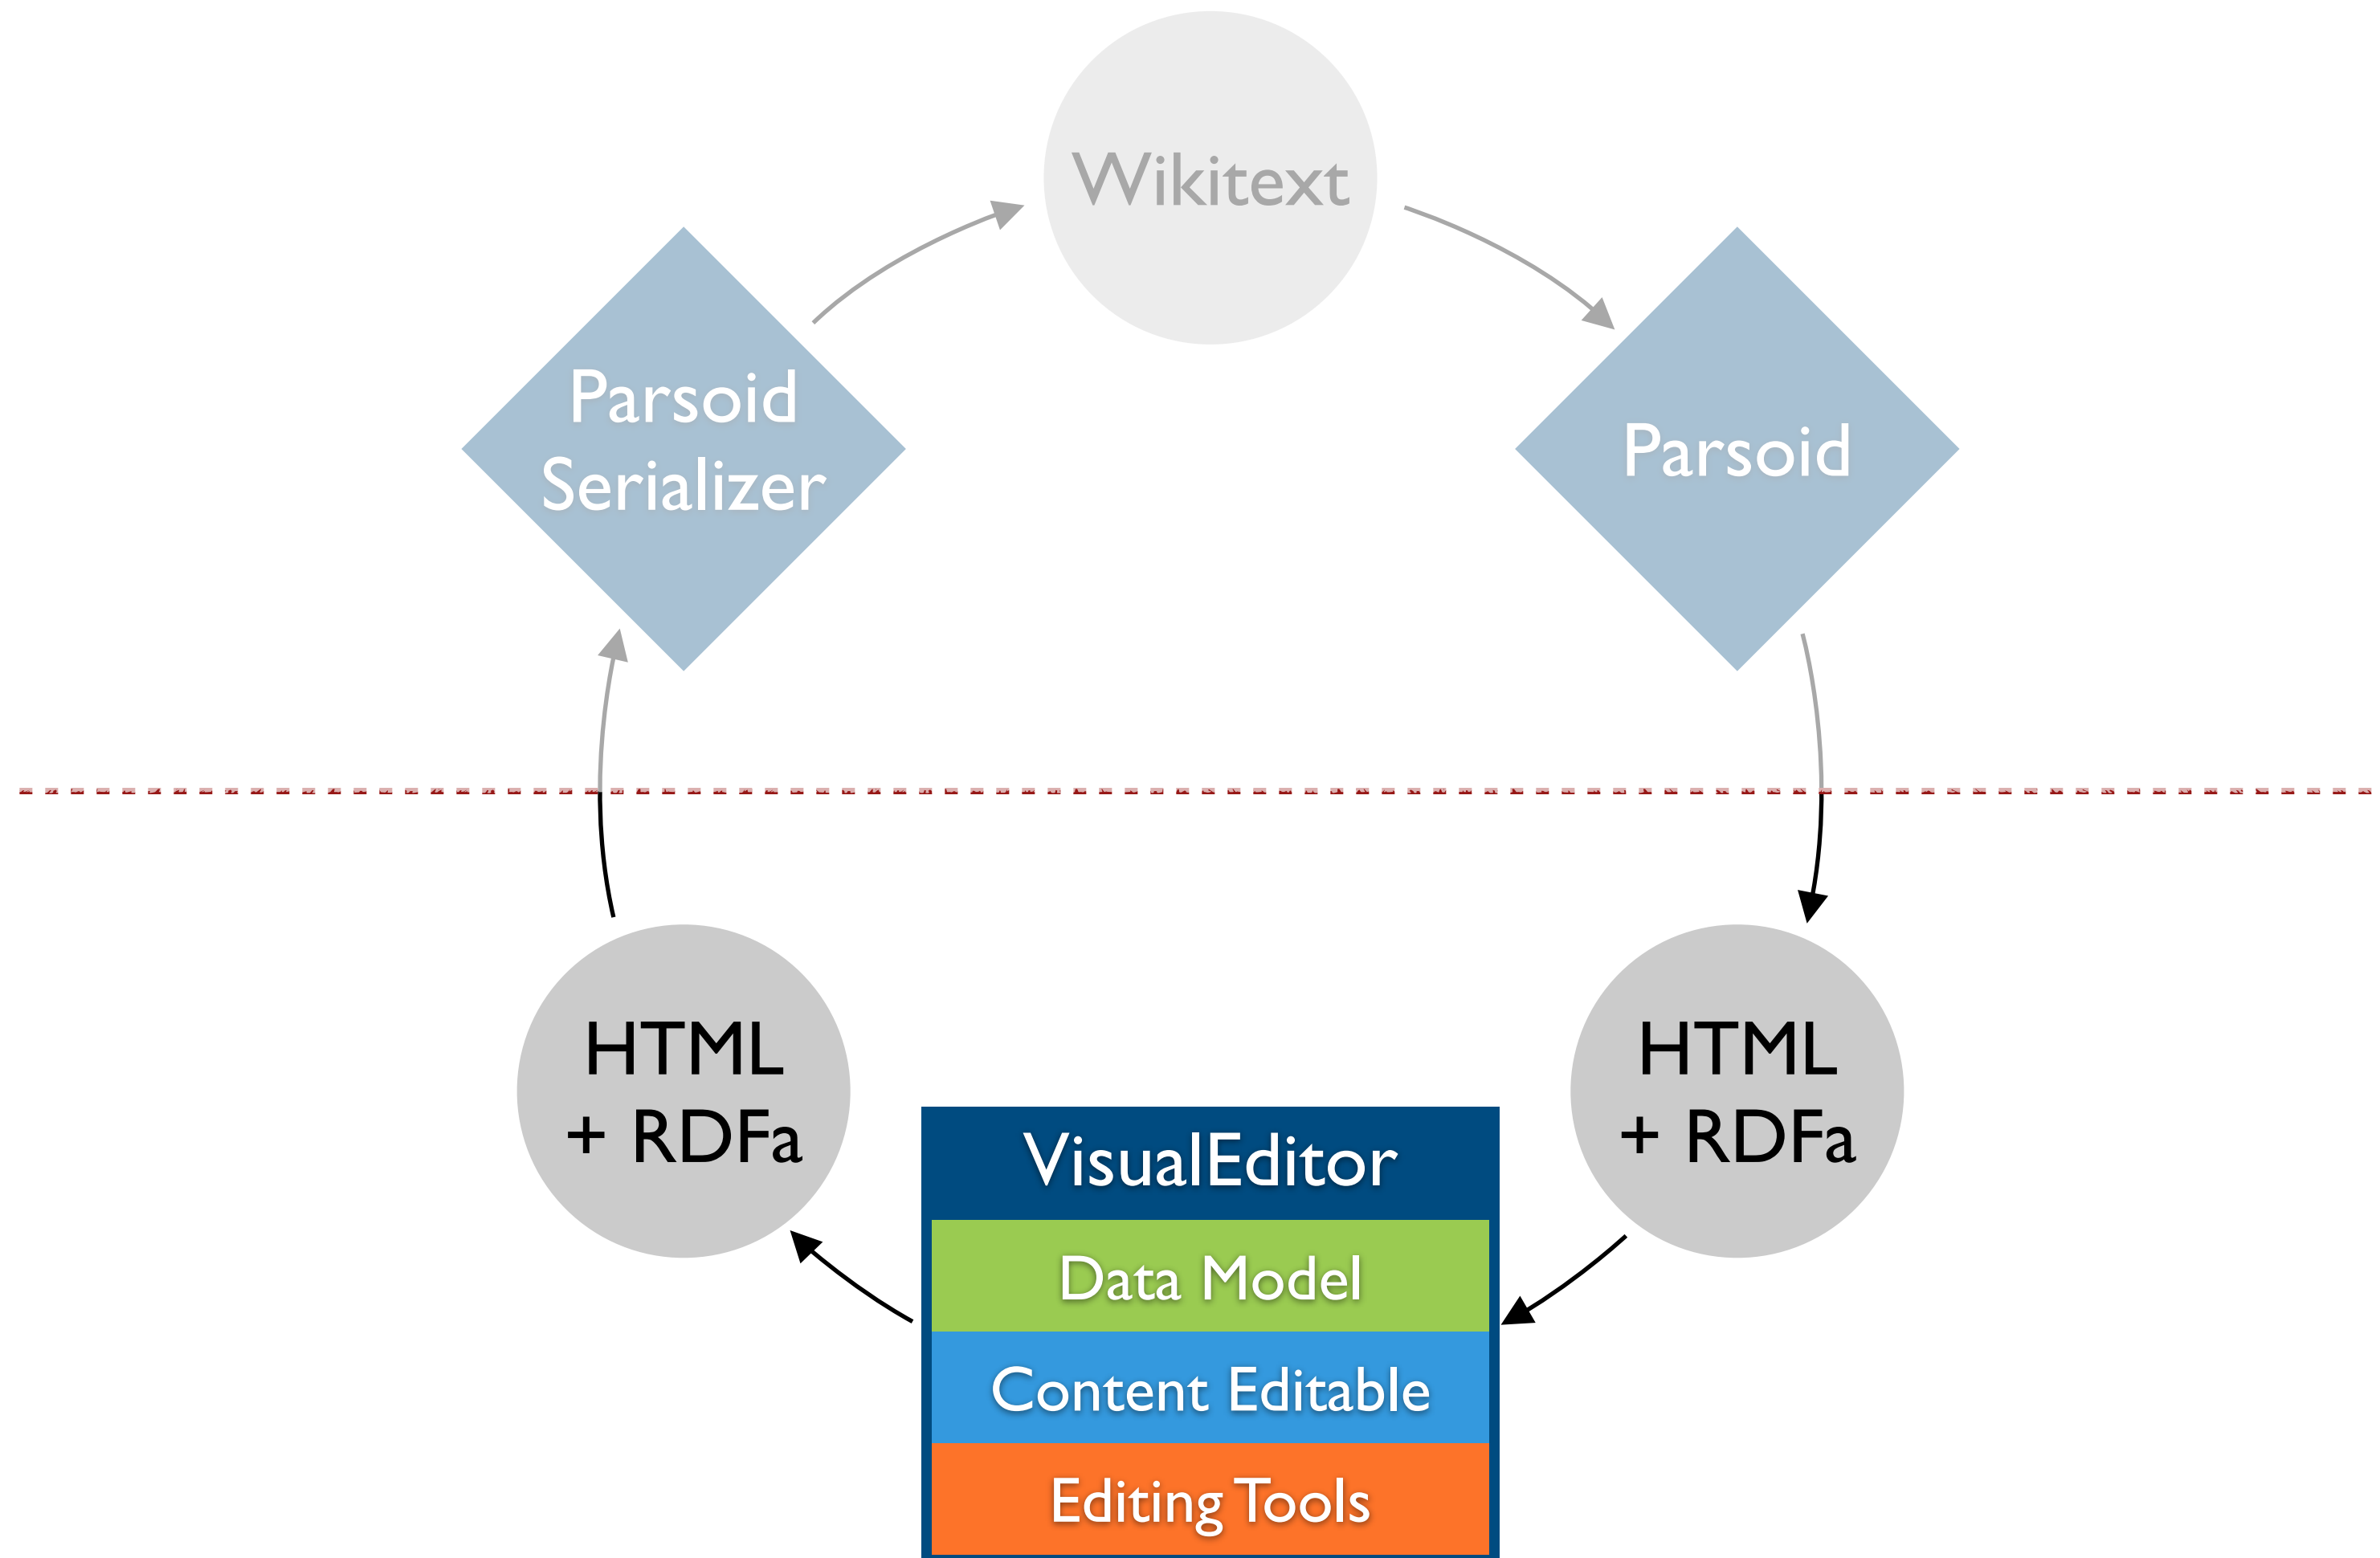 Wikitext
Parsoid
Serializer
Parsoid
HTML
+ RDFa
HTML
+ RDFa
VisualEditor
Data Model
Content Editable
Editing Tools